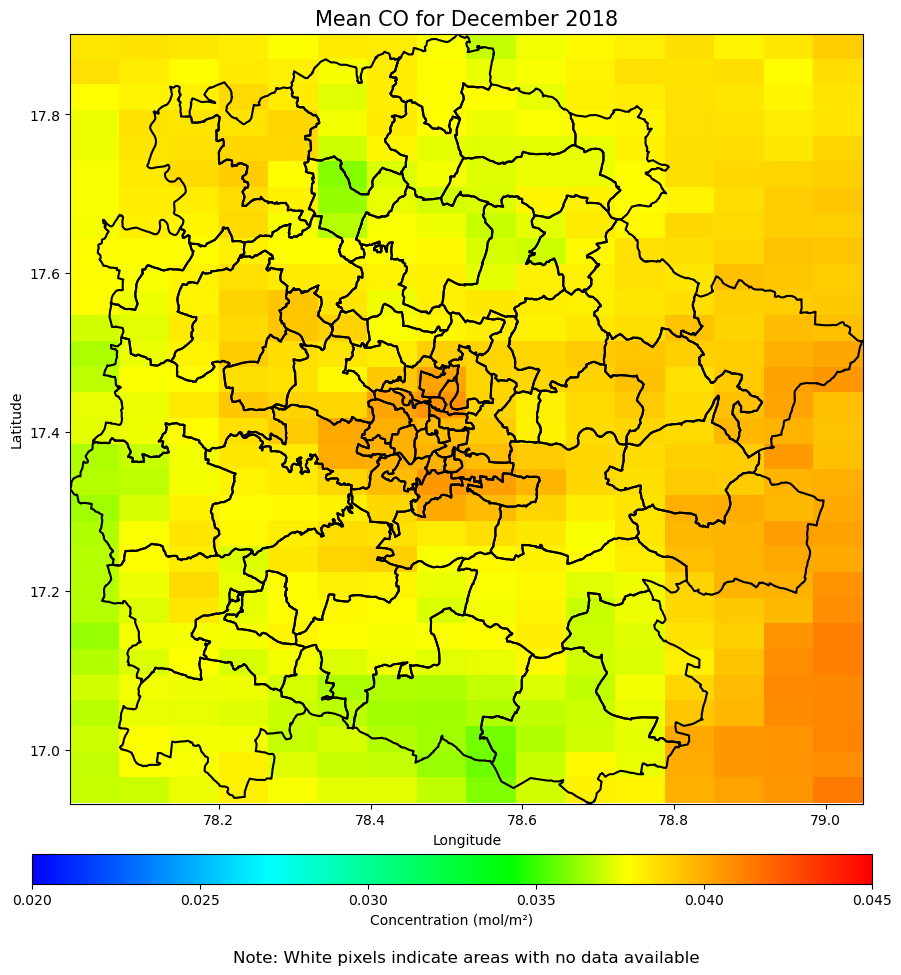 Mean CO for December 2018
17.8
17.6
17.4
17.2
17.0
Latitude
78.2 78.4 78.6 78.8 79.0
Longitude
0.020 0.025 0.030 0.035 0.040 0.045
Concentration (mol/m²)
Note: White pixels indicate areas with no data available